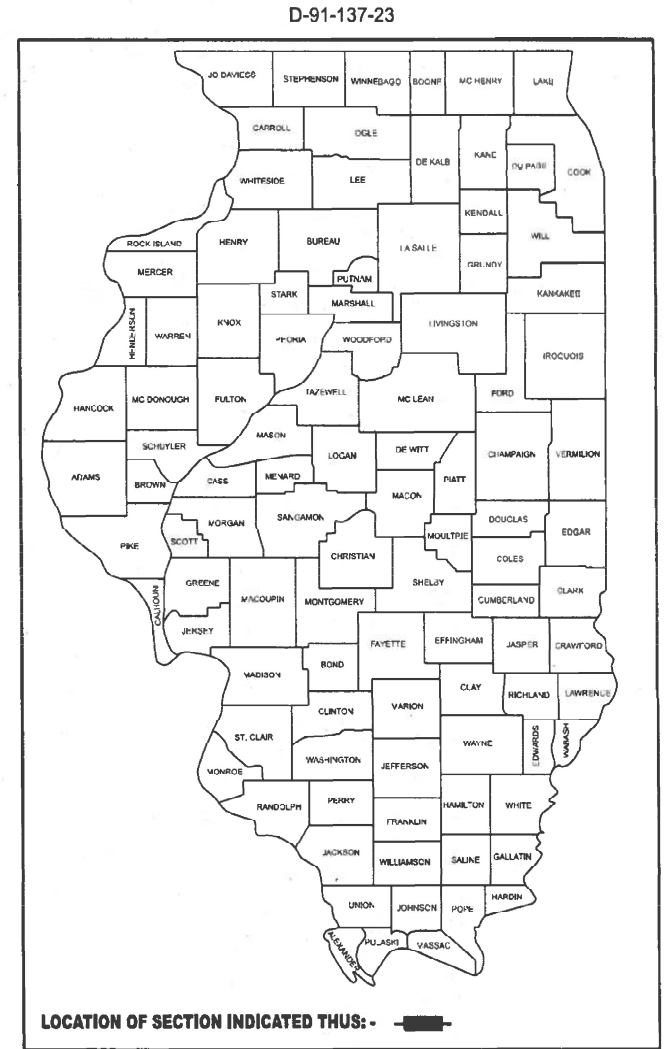 D-91-137-23
JO DAVIESS STEPHENSON WINNEBAGO BOONE MC HENRY LAKE
CARROLL OGLE DE KALB KANE DU PAGE COOK
WHITESIDE LEE
KENDALL
ROCK ISLAND HENRY BUREAU LA SALLE WILL
MERCER GRUNDY
PUTNAM
STARK MARSHALL KANKAKEE
HENDERSON WARREN KNOX PEORIA WOODFORD LIVINGSTON
IROQUOIS
HANCOCK MC DONOUGH FULTON TAZEWELL MC LEAN FORD
MASON
SCHUYLER LOGAN DE WITT CHAMPAIGN VERMILION
ADAMS BROWN CASS MENARD PIATT
MACON
PIKE SCOTT MORGAN SANGAMON DOUGLAS
MOULTRIE EDGAR
CHRISTIAN COLES
CALHOUN GREENE SHELBY
MACOUPIN MONTGOMERY CUMBERLAND CLARK
JERSEY FAYETTE EFFINGHAM JASPER CRAWFORD
BOND
MADISON CLAY RICHLAND LAWRENCE
CLINTON MARION
ST. CLAIR WAYNE EDWARDS WABASH
WASHINGTON JEFFERSON
MONROE
RANDOLPH PERRY HAMILTON WHITE
FRANKLIN
JACKSON WILLIAMSON SALINE GALLATIN
UNION JOHNSON POPE HARDIN
ALEXANDER PULASKI MASSAC
LOCATION OF SECTION INDICATED THUS: -